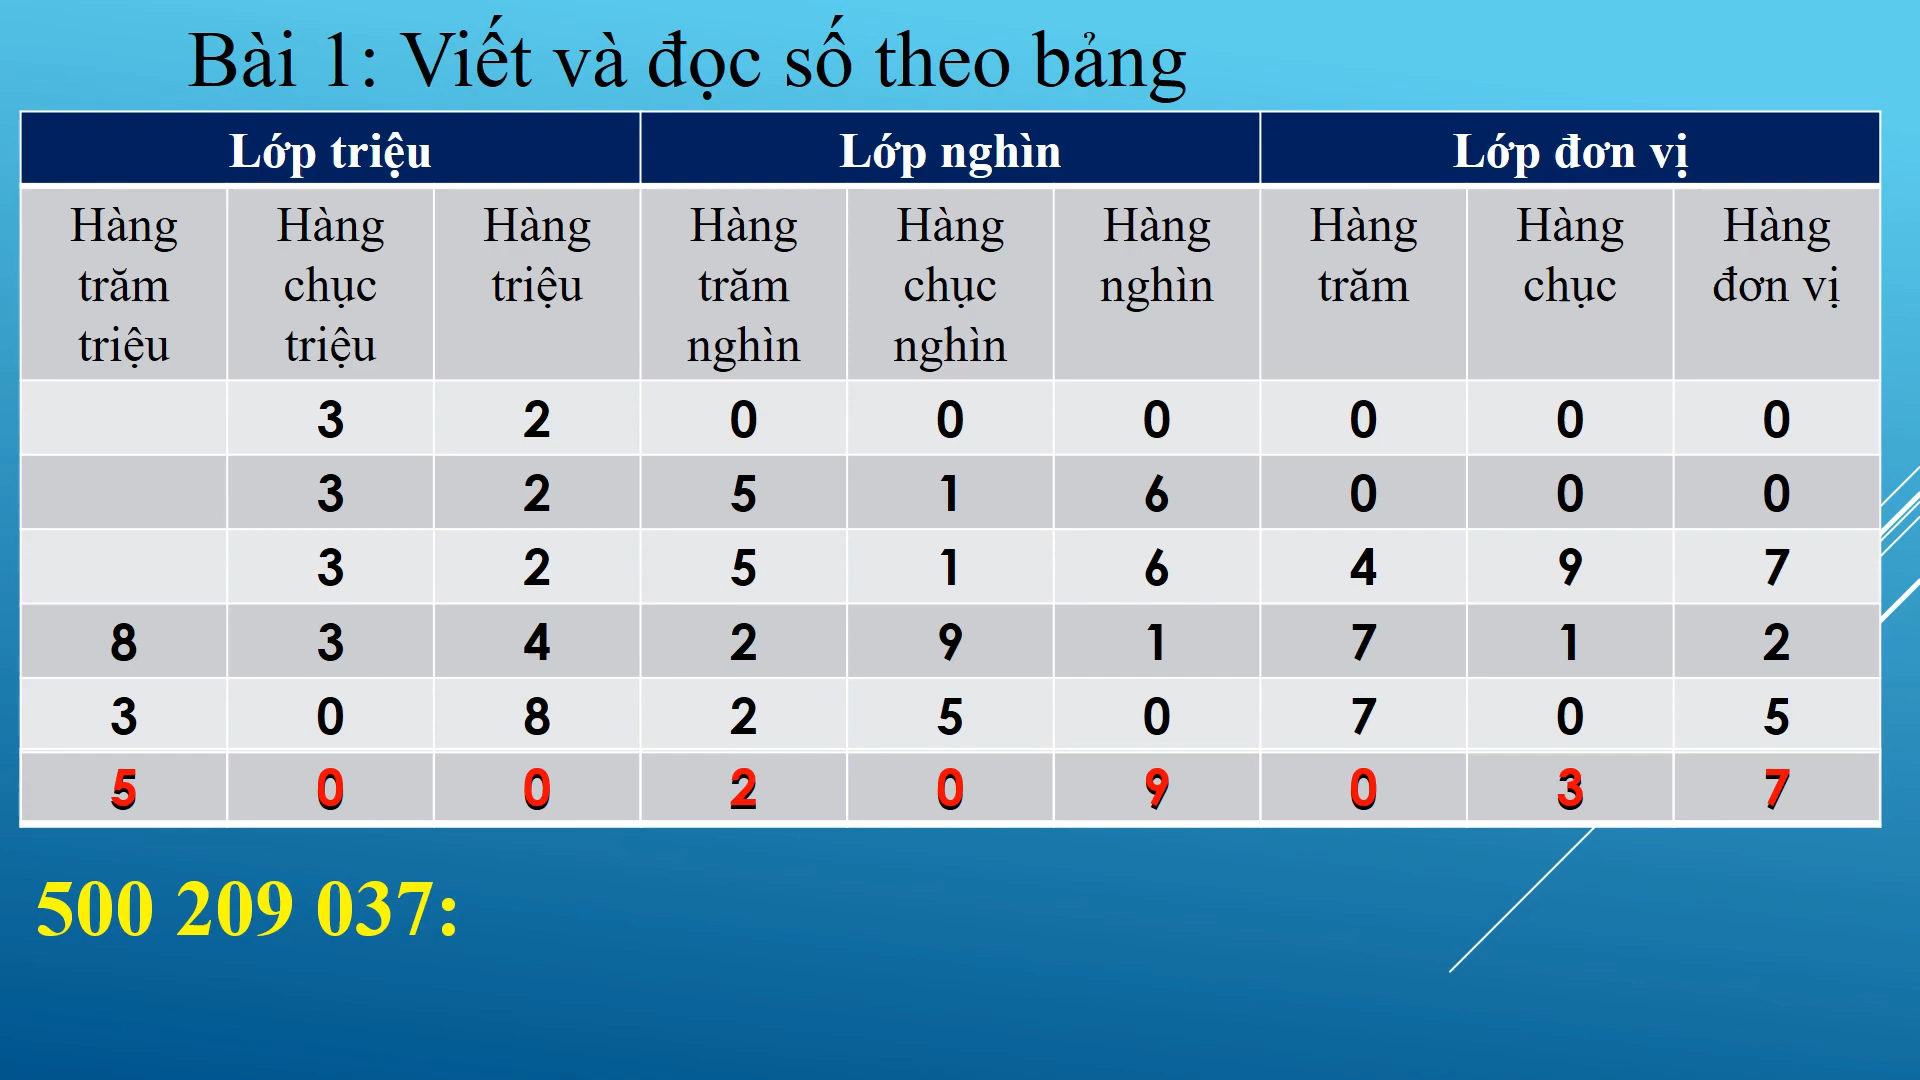 Bài 1: Viết và đọc số theo bảng
Lớp triệu Lớp nghìn Lớp đơn vị
Hàng trăm triệu Hàng chục triệu Hàng triệu Hàng trăm nghìn Hàng chục nghìn Hàng nghìn Hàng trăm Hàng chục Hàng đơn vị
3 2 0 0 0 0 0 0
3 2 5 1 6 0 0 0
3 2 5 1 6 4 9 7
8 3 4 2 9 1 7 1 2
3 0 8 2 5 0 7 0 5
5 0 0 2 0 9 0 3 7
500 209 037: